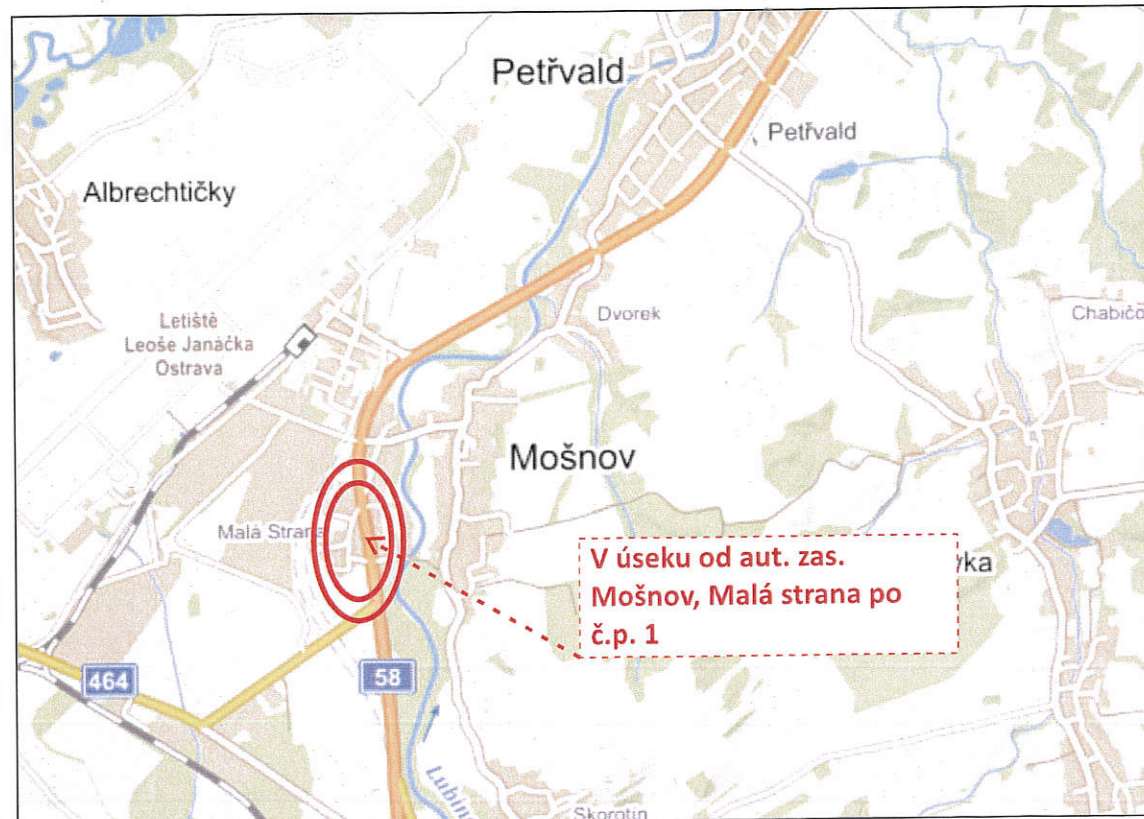 Petřvald
Petřvald
Albrechtičky
Dvorek
Letiště
Leoše Janáčka
Ostrava
Mošnov
Malá Strana
V úseku od aut. zas.
Mošnov, Malá strana po
č.p. 1
464
58
Skorotín